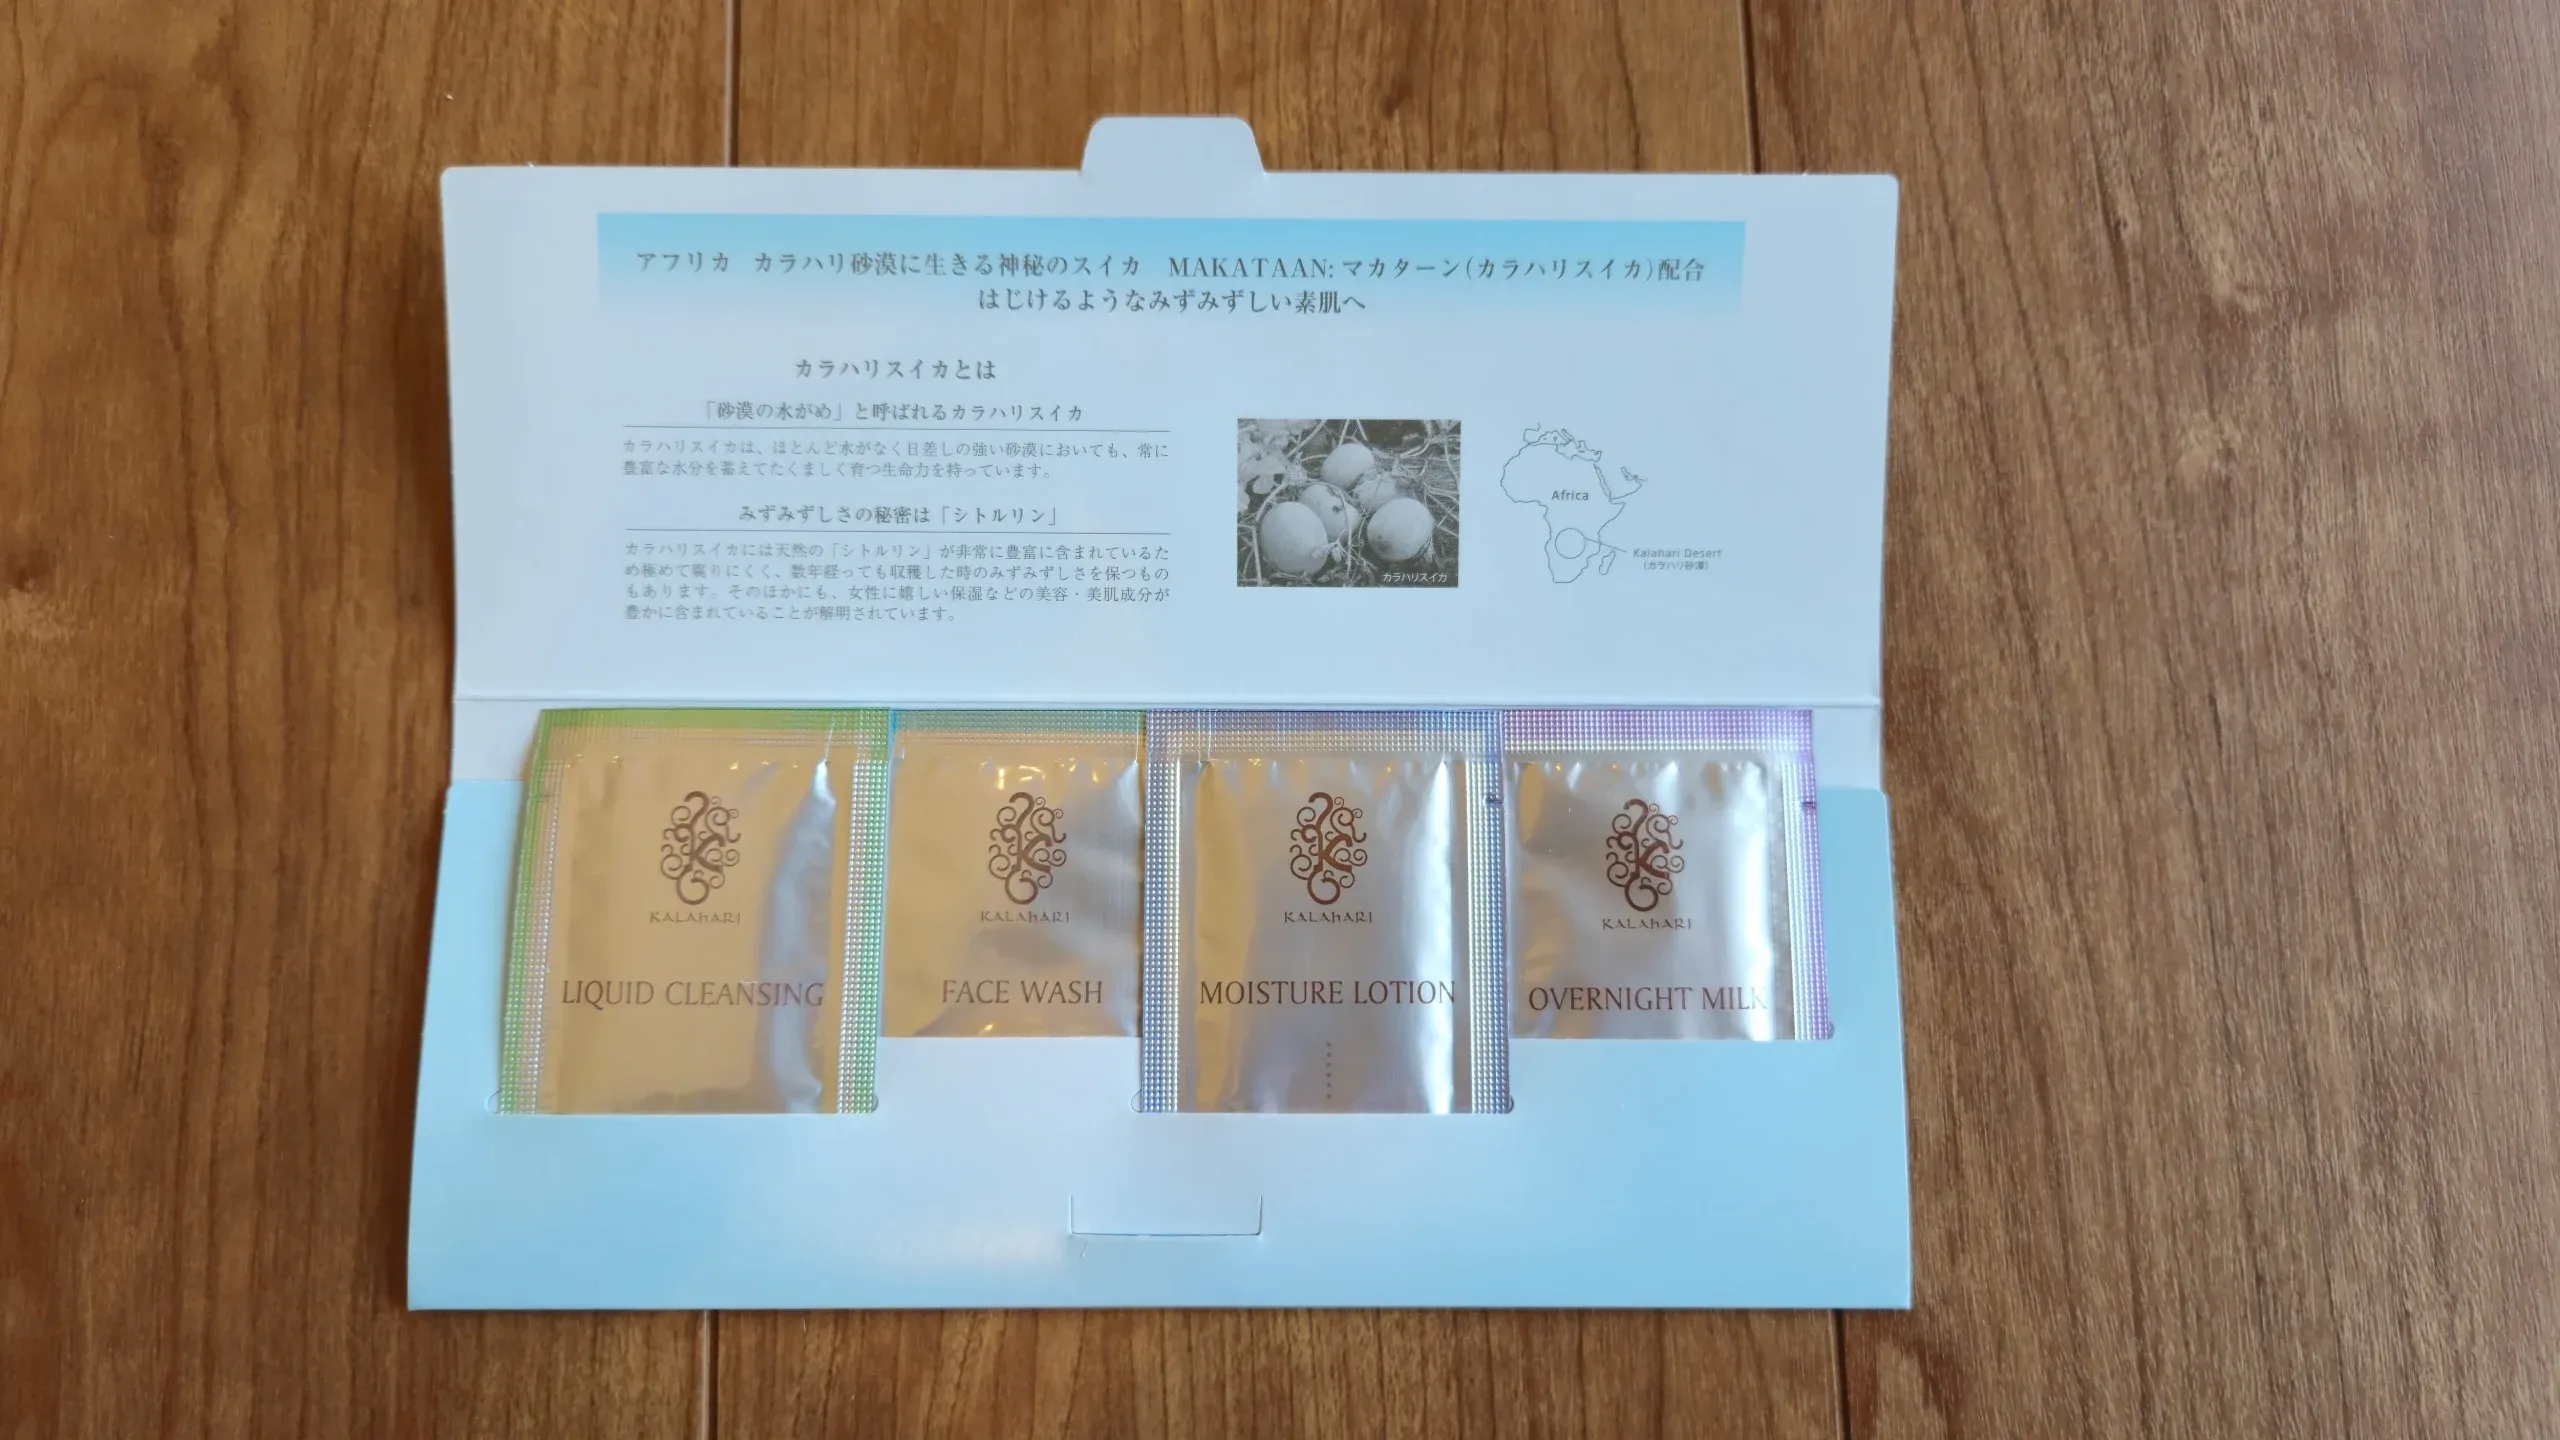 アフリカ　カラハリ砂漠に生きる神秘のスイカ　MAKATAAN:マカターン(カラハリスイカ)配合
はじけるようなみずみずしい素肌へ
カラハリスイカとは
「砂漠の水がめ」と呼ばれるカラハリスイカ
カラハリスイカは、ほとんど水がなく日差しの強い砂漠においても、常に
豊富な水分を蓄えてたくましく育つ生命力を持っています。
みずみずしさの秘密は「シトルリン」
カラハリスイカには天然の「シトルリン」が非常に豊富に含まれているた
め極めて腐りにくく、数年経っても収穫した時のみずみずしさを保つもの
もあります。そのほかにも、女性に嬉しい保湿などの美容・美肌成分が
豊かに含まれていることが解明されています。
カラハリスイカ
Africa
Kalahari Desert
(カラハリ砂漠)
KALAhARI
LIQUID CLEANSING
KALAhARI
FACE WASH
KALAhARI
MOISTURE LOTION
KALAhARI
OVERNIGHT MILK